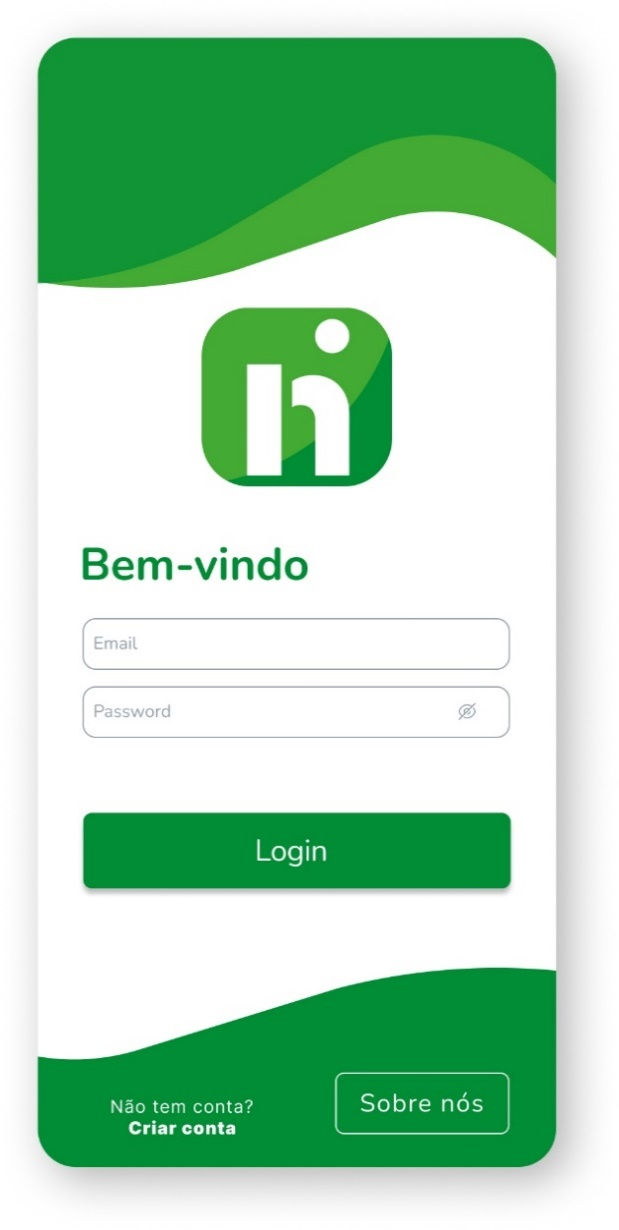 Bem-vindo
Email
Password
Login
Não tem conta?
Criar conta
Sobre nós